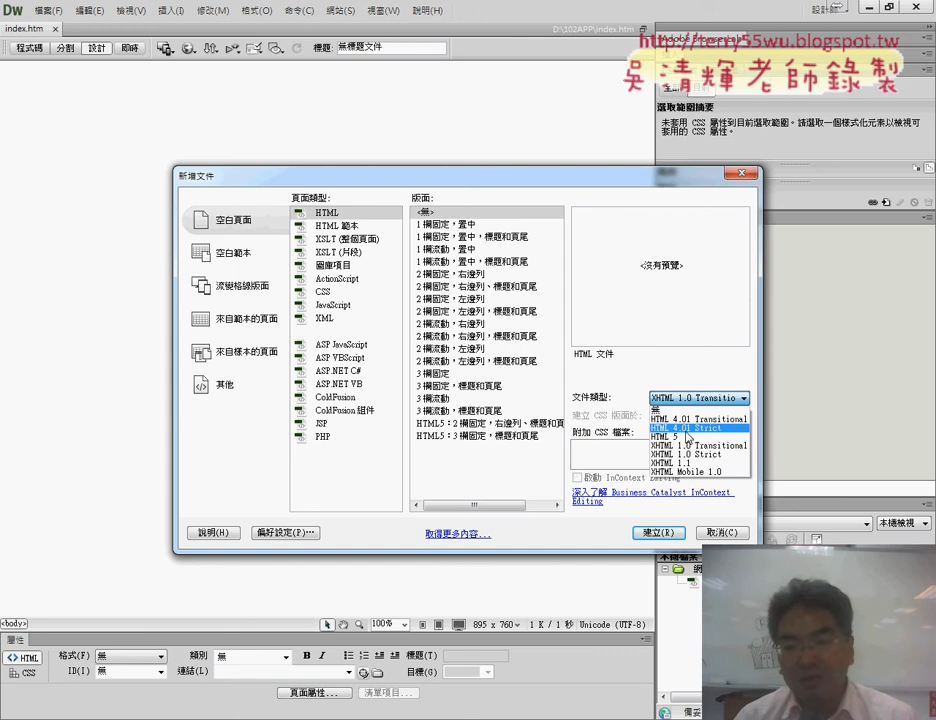 Dw 檔案(F) 編輯(E) 檢視(V) 插入(I) 修改(M) 格式(O) 命令(C) 網站(S) 視窗(W) 說明(H)
設計師
index.htm
D:\102APP\index.htm
http://terry55wu.blogspot.tw
程式碼 分割 設計 即時 標題: 無標題文件
吳清輝老師錄製
選取範圍摘要
未套用 CSS 屬性到目前選取範圍。請選取一個樣式化元素以檢視可
套用的 CSS 屬性。
新增文件
頁面類型: 版面:
空白頁面
空白範本
流變格線版面
來自範本的頁面
來自樣本的頁面
其他
HTML
HTML 範本
XSLT (整個頁面)
XSLT (片段)
圖庫項目
ActionScript
CSS
JavaScript
XML
ASP JavaScript
ASP VBScript
ASP.NET C#
ASP.NET VB
ColdFusion
ColdFusion 組件
JSP
PHP
<無>
1 欄固定，置中
1 欄固定，置中，標題和頁尾
1 欄流動，置中
1 欄流動，置中，標題和頁尾
2 欄固定，右邊列
2 欄固定，右邊列、標題和頁尾
2 欄固定，左邊列
2 欄固定，左邊列，標題和頁尾
2 欄流動，右邊列
2 欄流動，右邊列，標題和頁尾
2 欄流動，左邊列
2 欄流動，左邊列，標題和頁尾
3 欄固定
3 欄固定，標題和頁尾
3 欄流動
3 欄流動，標題和頁尾
HTML5：2 欄固定，右邊列、標題和頁
HTML5：3 欄固定，標題和頁尾
<沒有預覽>
HTML 文件
文件類型: XHTML 1.0 Transitio
無
HTML 4.01 Transitional
HTML 4.01 Strict
HTML 5
XHTML 1.0 Transitional
XHTML 1.0 Strict
XHTML 1.1
XHTML Mobile 1.0
建立 CSS 版面於:
附加 CSS 檔案:
啟動 InContext Editing
深入了解 Business Catalyst InContext
Editing
說明(H) 偏好設定(P)... 取得更多內容... 建立(R) 取消(C)
本機檢視
<body> 100% 895 x 760 1 K / 1 秒 Unicode (UTF-8)
屬性
<> HTML 格式(F) 無 類別 無 B I 標題(T)
CSS ID(I) 無 連結(L) 目標(G)
頁面屬性... 清單項目...
備妥